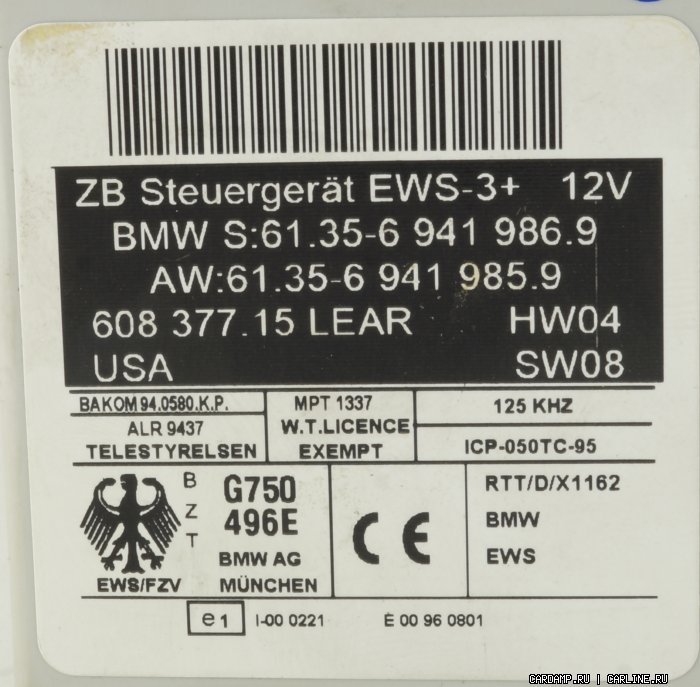 ZB Steuergerät EWS-3+ 12V
BMW S:61.35-6 941 986.9
AW:61.35-6 941 985.9
608 377.15 LEAR HW04
USA SW08
BAKOM 94.0580.K.P.
ALR 9437
TELESTYRELSEN
MPT 1337
W.T.LICENCE
EXEMPT
125 KHZ
ICP-050TC-95
BZT
G750
496E
BMW AG
EWS/FZV MÜNCHEN
CE
RTT/D/X1162
BMW
EWS
e1 I-00 0221 E 00 96 0801
CARDAMP.RU | CARLINE.RU